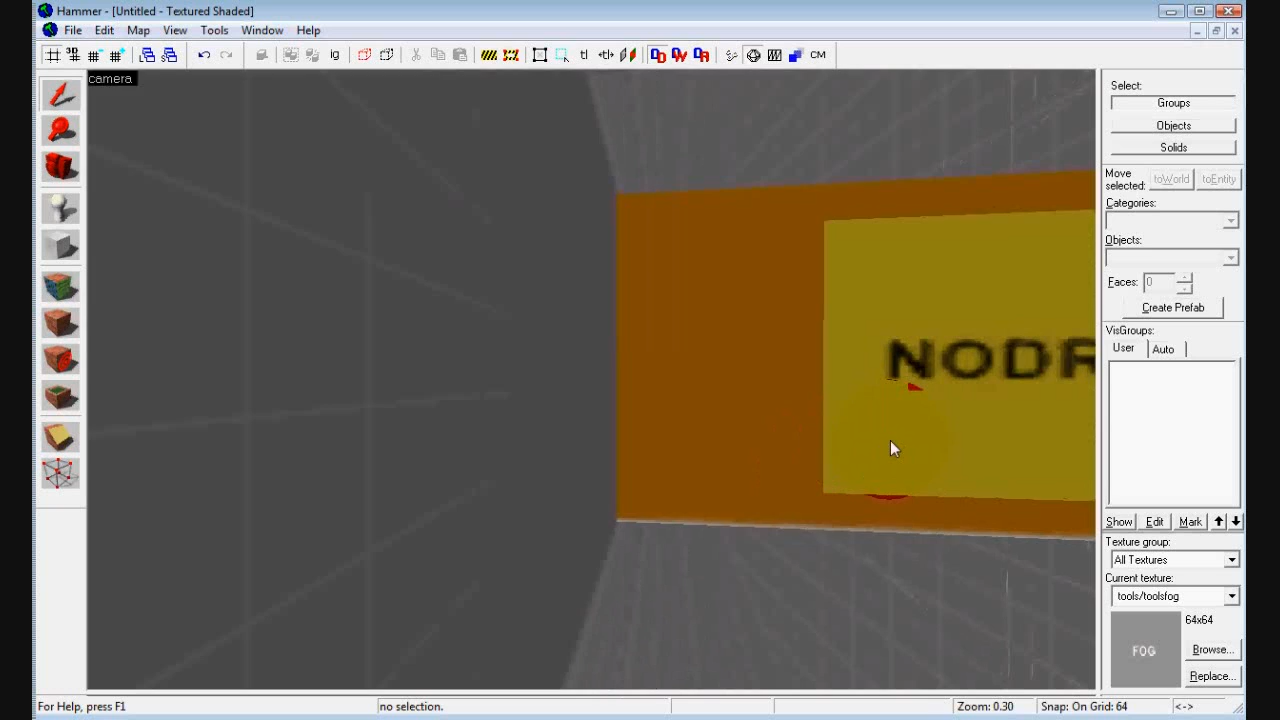 Hammer - [Untitled - Textured Shaded]
File Edit Map View Tools Window Help
3D ig tl CM
camera
Select:
Groups
Objects
Solids
Move selected: toWorld toEntity
Categories:
Objects:
Faces: 0
Create Prefab
VisGroups:
User Auto
NODR
Show Edit Mark
Texture group:
All Textures
Current texture:
tools/toolsfog
64x64
FOG
Browse...
Replace...
For Help, press F1 no selection. Zoom: 0.30 Snap: On Grid: 64 <->